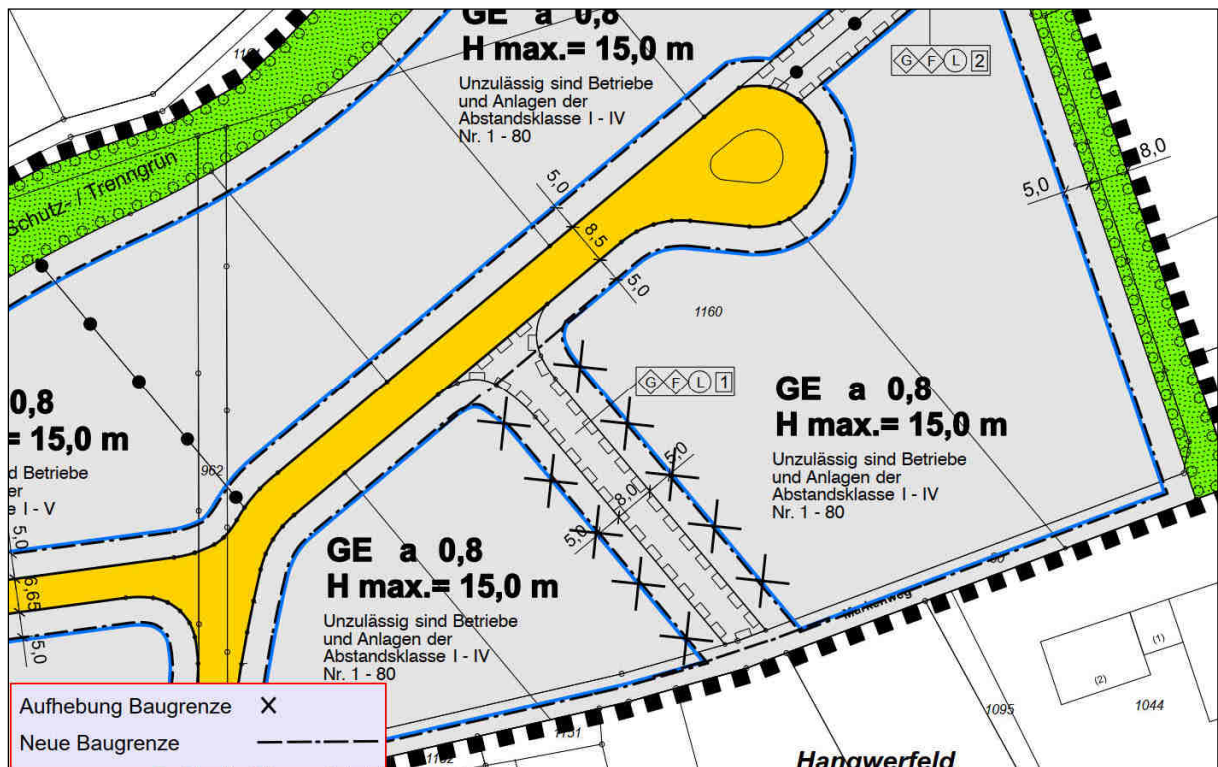 GE a 0,8
H max.= 15,0 m
Unzulässig sind Betriebe
und Anlagen der
Abstandsklasse I - IV
Nr. 1 - 80
G F L 2
Schutz- / Trenngrün
5,0
8,5
5,0
8,0
5,0
1160
G F L 1
0,8
= 15,0 m
d Betriebe
er
e I - V
962
GE a 0,8
H max.= 15,0 m
Unzulässig sind Betriebe
und Anlagen der
Abstandsklasse I - IV
Nr. 1 - 80
5,0
8,0
5,0
5,0
6,65
5,0
GE a 0,8
H max.= 15,0 m
Unzulässig sind Betriebe
und Anlagen der
Abstandsklasse I - IV
Nr. 1 - 80
Markenweg
(1)
(2)
1044
1095
1131
Hangwerfeld
Aufhebung Baugrenze X
Neue Baugrenze